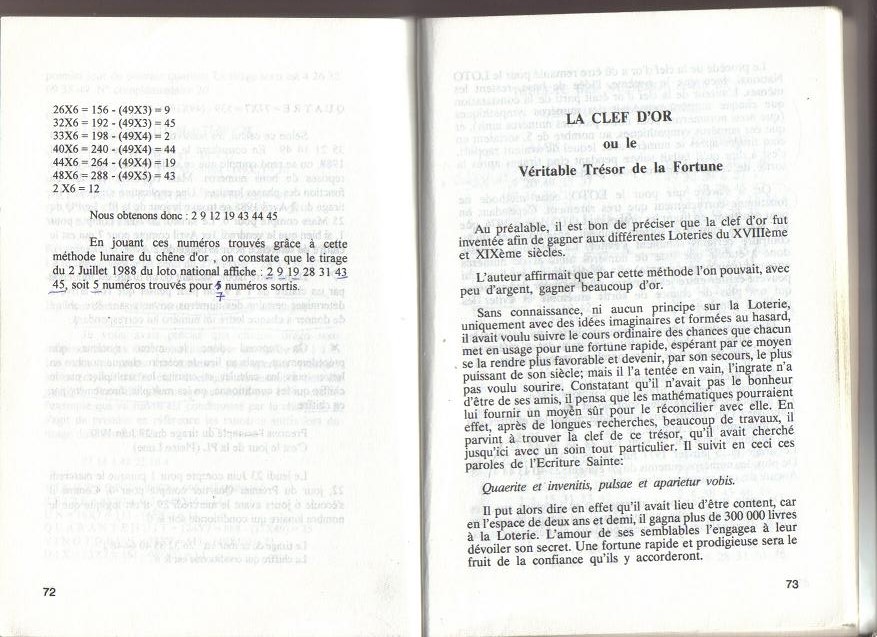 26X6 = 156 - (49X3) = 9
32X6 = 192 - (49X3) = 45
33X6 = 198 - (49X4) = 2
40X6 = 240 - (49X4) = 44
44X6 = 264 - (49X4) = 19
48X6 = 288 - (49X5) = 43
2 X6 = 12
Nous obtenons donc : 2 9 12 19 43 44 45
En jouant ces numéros trouvés grâce à cette
méthode lunaire du chêne d'or , on constate que le tirage
du 2 Juillet 1988 du loto national affiche : 2 9 19 28 31 43
45, soit 5 numéros trouvés pour numéros sortis.
7
72
LA CLEF D'OR
ou le
Véritable Trésor de la Fortune
Au préalable, il est bon de préciser que la clef d'or fut
inventée afin de gagner aux différentes Loteries du XVIIIème
et XIXème siècles.
L'auteur affirmait que par cette méthode l'on pouvait, avec
peu d'argent, gagner beaucoup d'or.
Sans connaissance, ni aucun principe sur la Loterie,
uniquement avec des idées imaginaires et formées au hasard,
il avait voulu suivre le cours ordinaire des chances que chacun
met en usage pour une fortune rapide, espérant par ce moyen
se la rendre plus favorable et devenir, par son secours, le plus
puissant de son siècle; mais il l'a tentée en vain, l'ingrate n'a
pas voulu sourire. Constatant qu'il n'avait pas le bonheur
d'être de ses amis, il pensa que les mathématiques pourraient
lui fournir un moyen sûr pour le réconcilier avec elle. En
effet, après de longues recherches, beaucoup de travaux, il
parvint à trouver la clef de ce trésor, qu'il avait cherché
jusqu'ici avec un soin tout particulier. Il suivit en ceci ces
paroles de l'Ecriture Sainte:
Quaerite et invenitis, pulsae et aparietur vobis.
Il put alors dire en effet qu'il avait lieu d'être content, car
en l'espace de deux ans et demi, il gagna plus de 300 000 livres
à la Loterie. L'amour de ses semblables l'engagea à leur
dévoiler son secret. Une fortune rapide et prodigieuse sera le
fruit de la confiance qu'ils y accorderont.
73